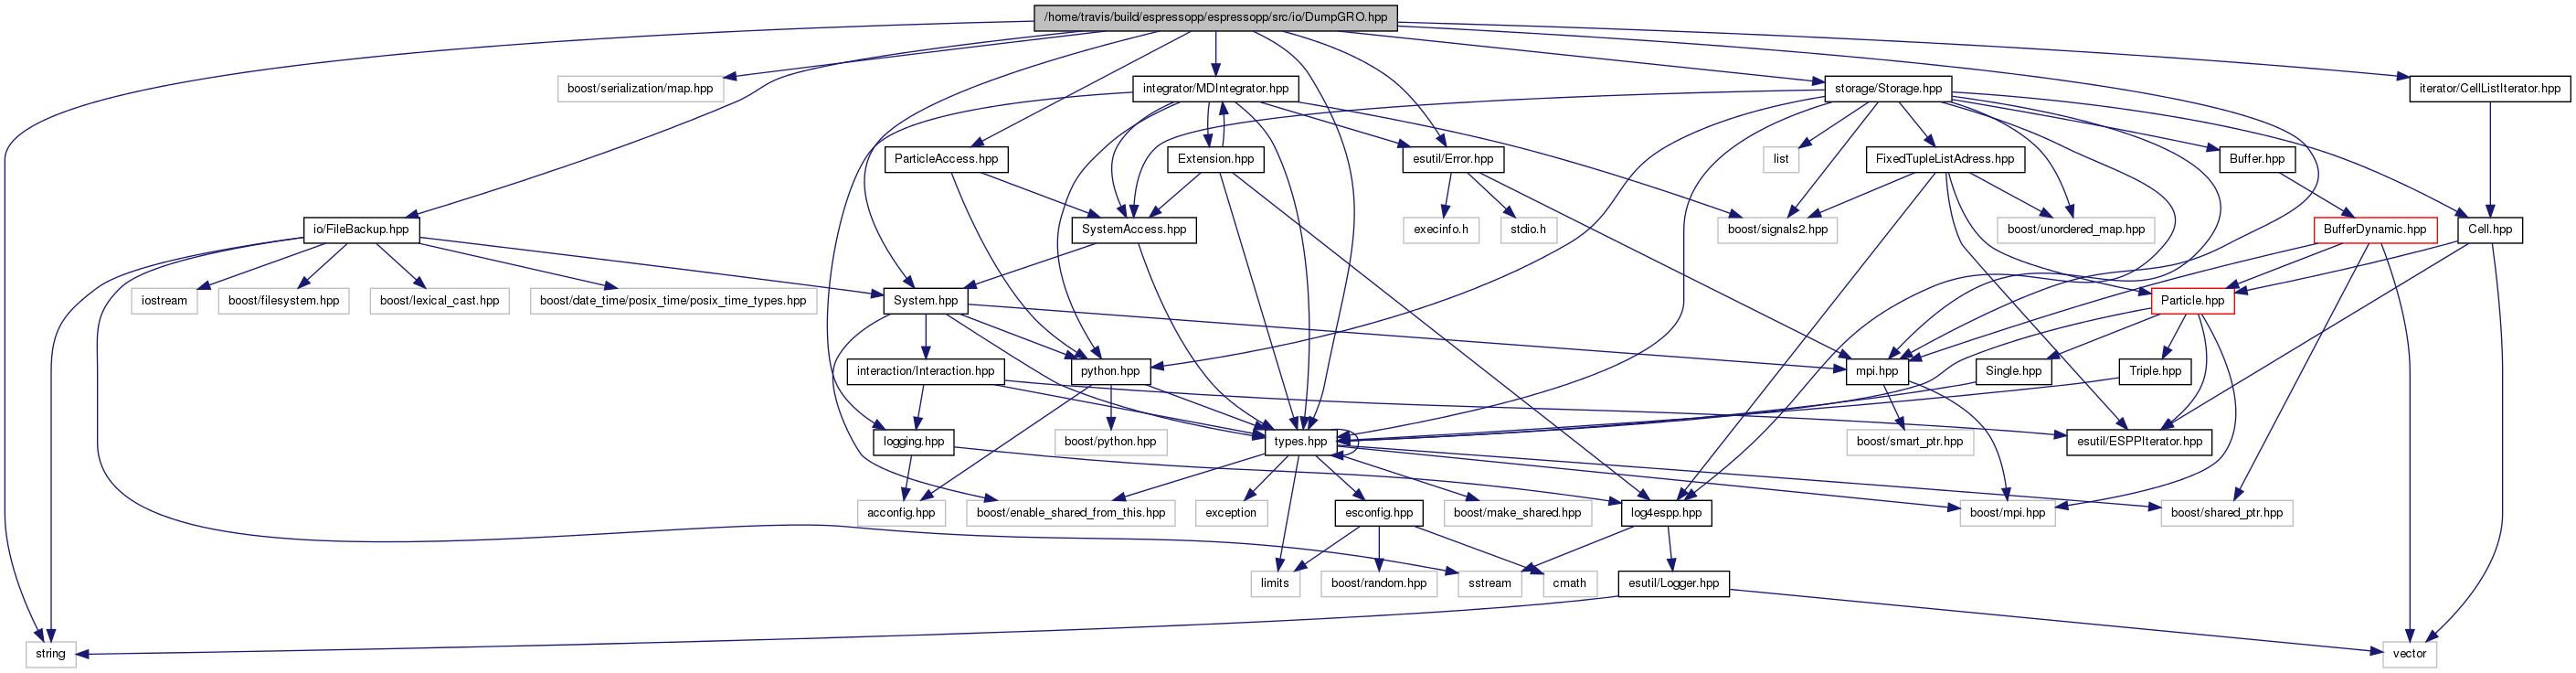 /home/travis/build/espressopp/espressopp/src/io/DumpGRO.hpp
boost/serialization/map.hpp
integrator/MDIntegrator.hpp
storage/Storage.hpp
iterator/CellListIterator.hpp
ParticleAccess.hpp
Extension.hpp
esutil/Error.hpp
list
FixedTupleListAdress.hpp
Buffer.hpp
io/FileBackup.hpp
SystemAccess.hpp
execinfo.h
stdio.h
boost/signals2.hpp
boost/unordered_map.hpp
BufferDynamic.hpp
Cell.hpp
iostream
boost/filesystem.hpp
boost/lexical_cast.hpp
boost/date_time/posix_time/posix_time_types.hpp
System.hpp
Particle.hpp
interaction/Interaction.hpp
python.hpp
mpi.hpp
Single.hpp
Triple.hpp
logging.hpp
boost/python.hpp
types.hpp
boost/smart_ptr.hpp
esutil/ESPPIterator.hpp
acconfig.hpp
boost/enable_shared_from_this.hpp
exception
esconfig.hpp
boost/make_shared.hpp
log4espp.hpp
boost/mpi.hpp
boost/shared_ptr.hpp
limits
boost/random.hpp
sstream
cmath
esutil/Logger.hpp
string
vector